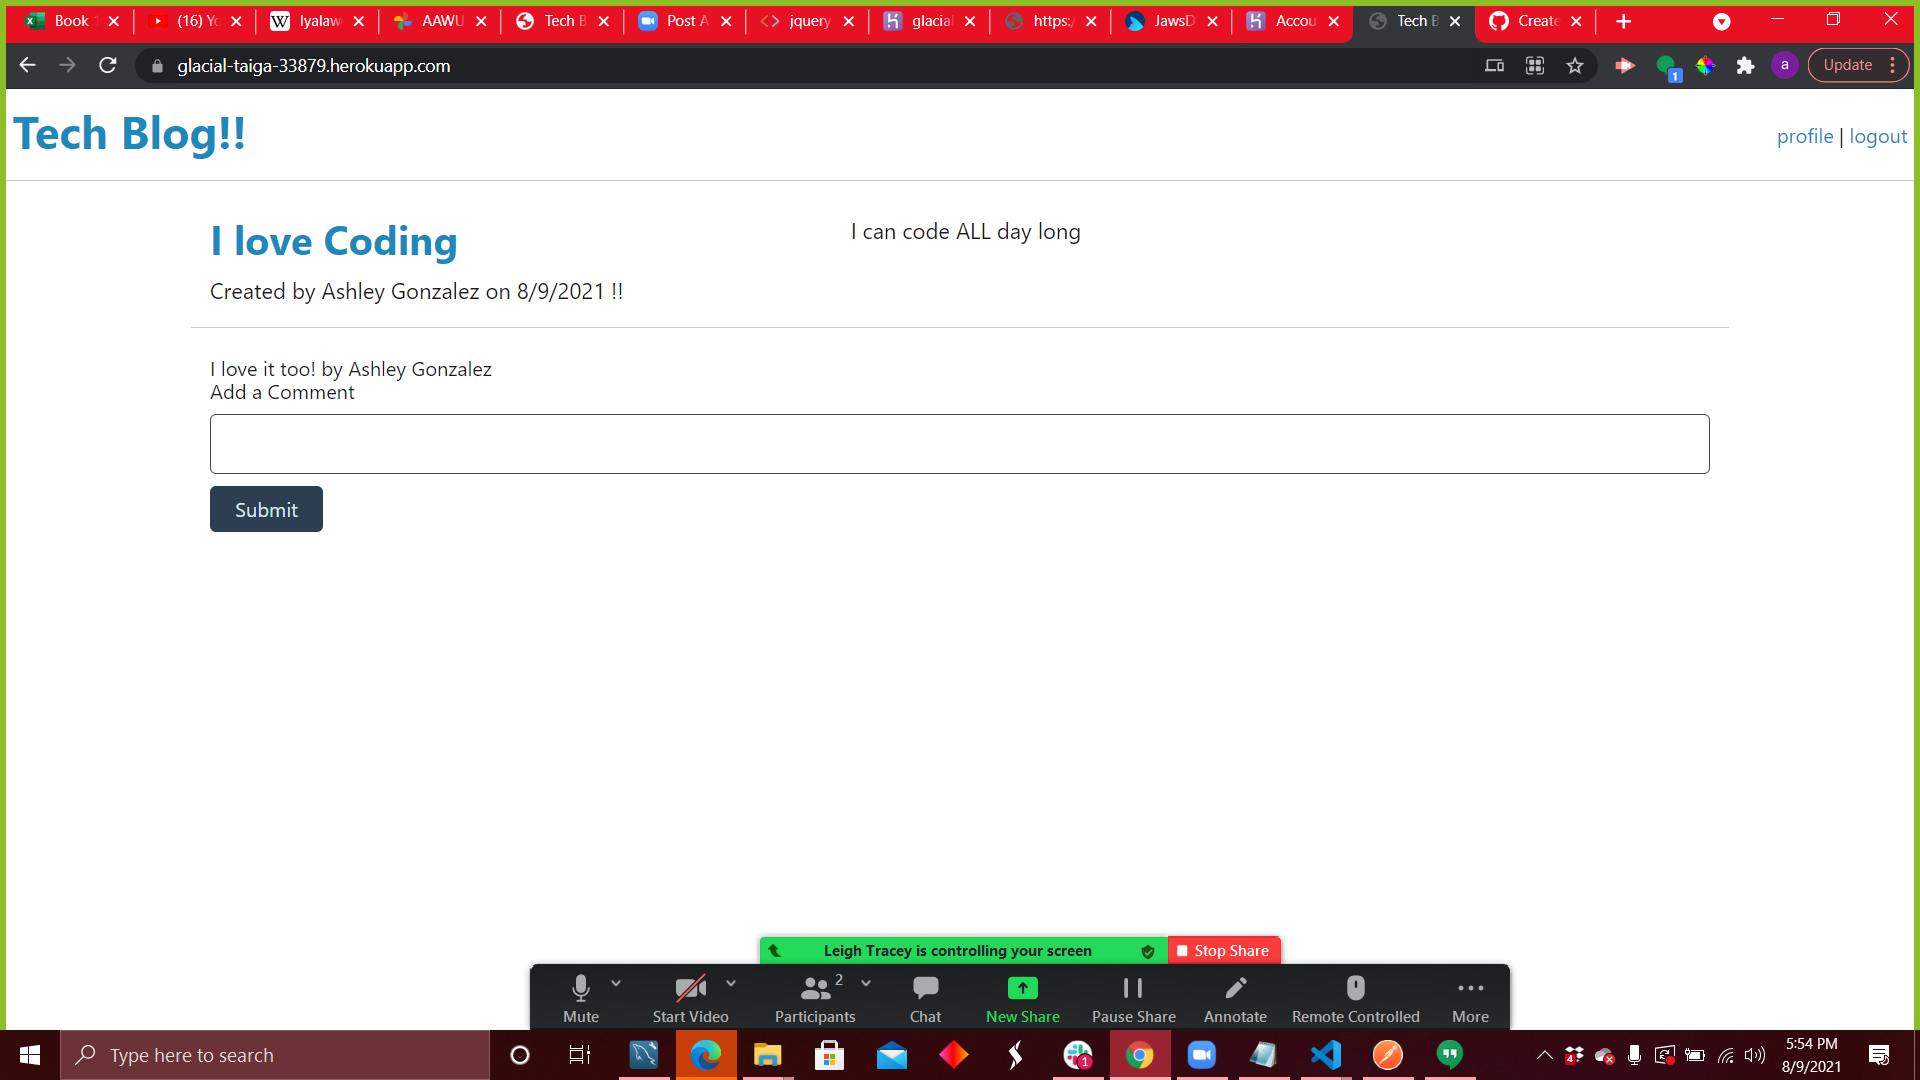 Book
(16) Yo
lyalaw
AAWU
Tech B
Post A
jquery
glacial
https:/
JawsD
Accou
Tech B
Create
glacial-taiga-33879.herokuapp.com
1
a
Update
Tech Blog!!
profile | logout
I love Coding
I can code ALL day long
Created by Ashley Gonzalez on 8/9/2021 !!
I love it too! by Ashley Gonzalez
Add a Comment
Submit
Leigh Tracey is controlling your screen
Stop Share
2
Mute
Start Video
Participants
Chat
New Share
Pause Share
Annotate
Remote Controlled
More
Type here to search
1
4
5:54 PM
8/9/2021